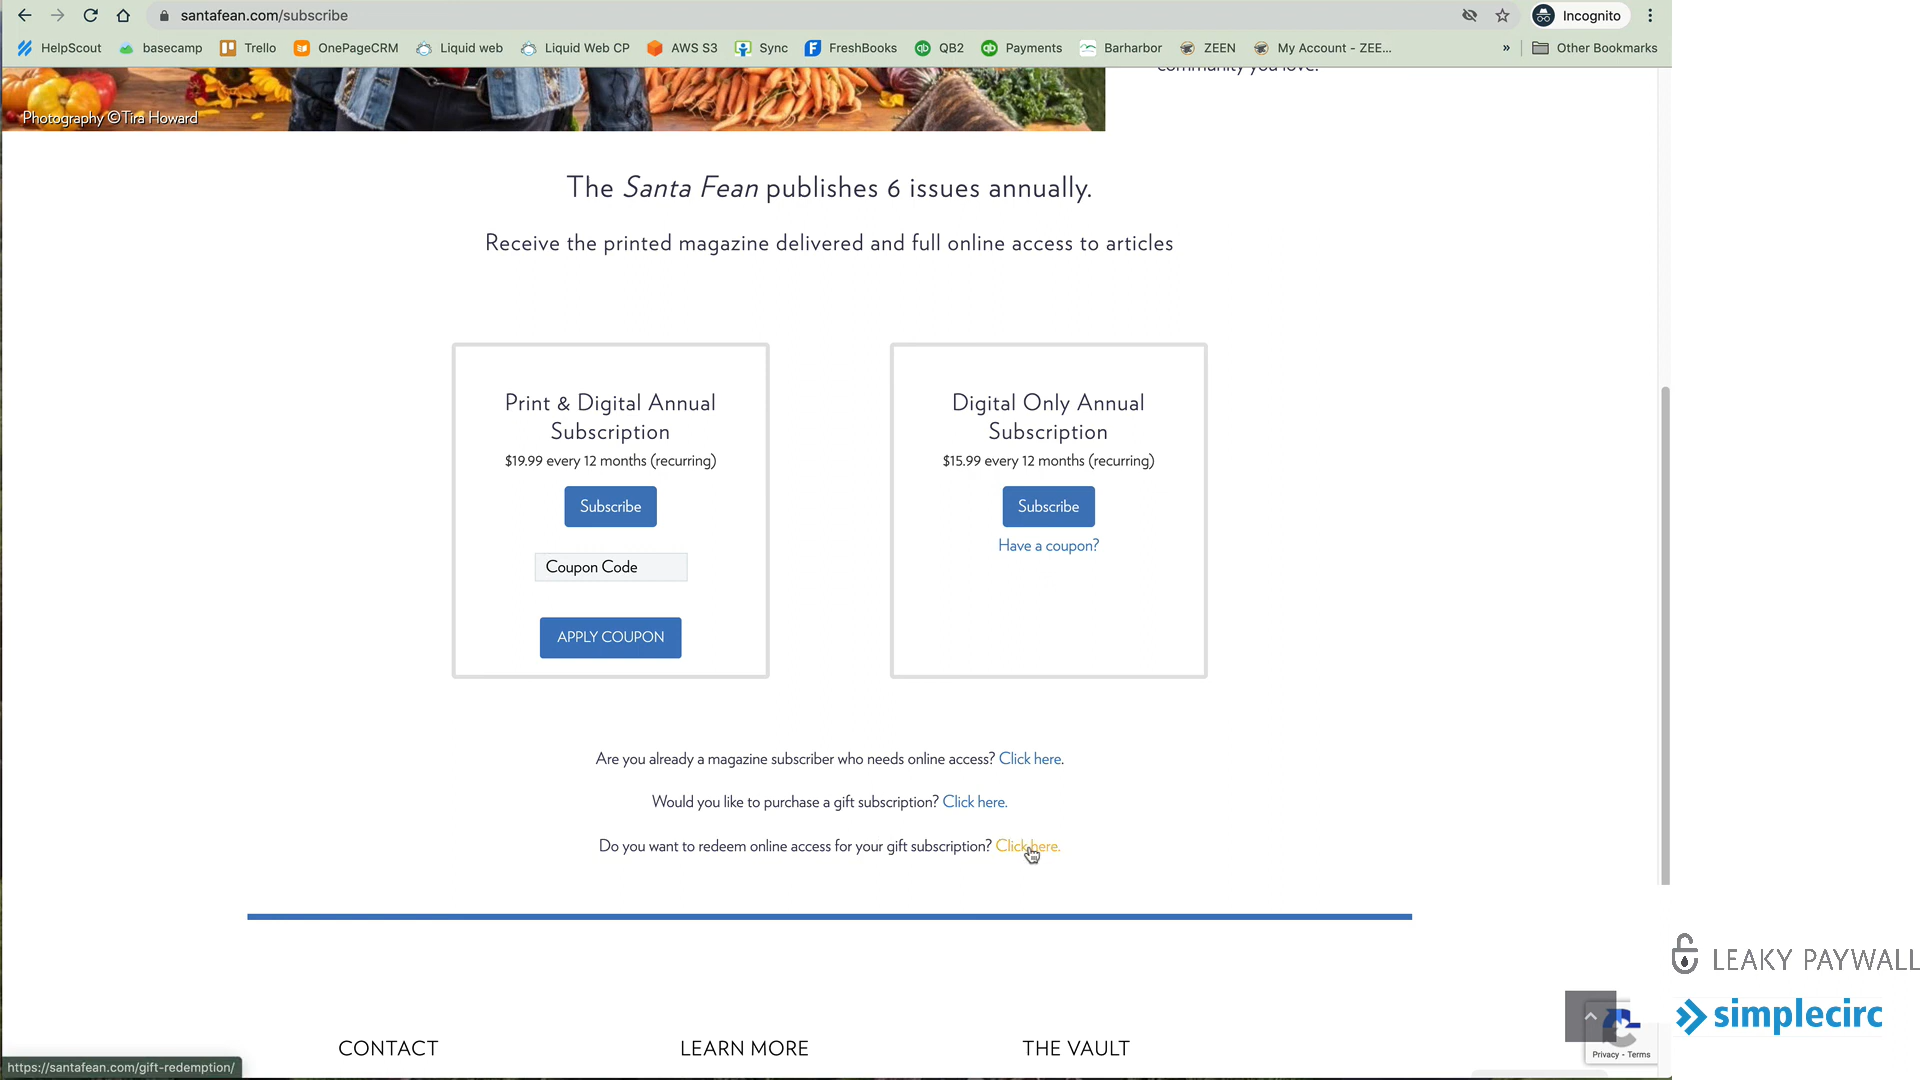 santafean.com/subscribe
Incognito
HelpScout
basecamp
Trello
OnePageCRM
Liquid web
Liquid Web CP
AWS S3
Sync
FreshBooks
QB2
Payments
Barharbor
ZEEN
My Account - ZEE...
»
Other Bookmarks
community you love.
Photography ©Tira Howard
The Santa Fean publishes 6 issues annually.
Receive the printed magazine delivered and full online access to articles
Print & Digital Annual
Subscription
$19.99 every 12 months (recurring)
Subscribe
Coupon Code
APPLY COUPON
Digital Only Annual
Subscription
$15.99 every 12 months (recurring)
Subscribe
Have a coupon?
Are you already a magazine subscriber who needs online access? Click here.
Would you like to purchase a gift subscription? Click here.
Do you want to redeem online access for your gift subscription? Click here.
LEAKY PAYWALL
simplecirc
Privacy - Terms
CONTACT
LEARN MORE
THE VAULT
https://santafean.com/gift-redemption/